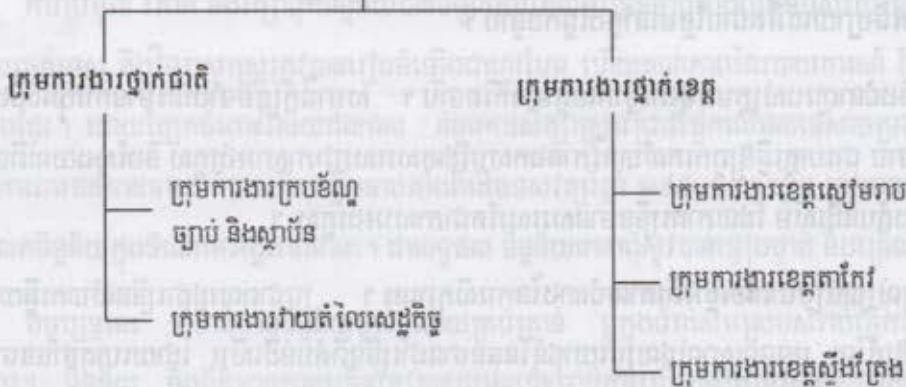 ក្រុមការងារថ្នាក់ជាតិ
ក្រុមការងារក្របខ័ណ្ឌ
ច្បាប់ និងស្ថាប័ន
ក្រុមការងារវាយតំលៃសេដ្ឋកិច្ច
ក្រុមការងារថ្នាក់ខេត្ត
ក្រុមការងារខេត្តសៀមរាប
ក្រុមការងារខេត្តតាកែវ
ក្រុមការងារខេត្តស្ទឹងត្រែង